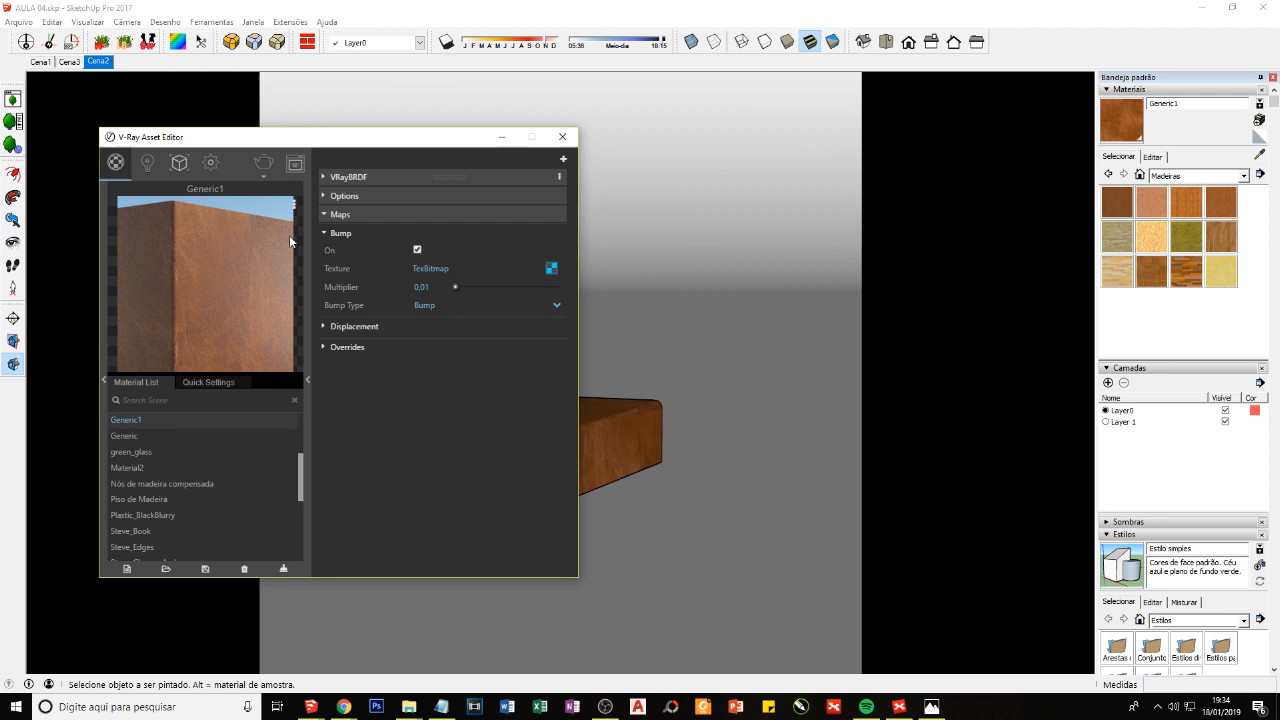 AULA 04.skp - SketchUp Pro 2017
Arquivo Editar Visualizar Câmera Desenho Ferramentas Janela Extensões Ajuda
Layer0
J F M A M J J A S O N D
05:38 Meio-dia 18:15
Cena1 Cena3 Cena2
V-Ray Asset Editor
Generic1
Material List
Quick Settings
Search Scene
Generic1
Generic
green_glass
Material2
Nós de madeira compensada
Piso de Madeira
Plastic_BlackBlurry
Steve_Book
Steve_Edges
VRayBRDF
Options
Maps
Bump
On
Texture TexBitmap
Multiplier 0,01
Bump Type Bump
Displacement
Overrides
Bandeja padrão
Materiais
Generic1
Selecionar Editar
Madeiras
Camadas
Nome Visível Cor
Layer0
Layer 1
Sombras
Estilos
Estilo simples
Cores de face padrão. Céu
azul e plano de fundo verde.
Selecionar Editar Misturar
Estilos
Arestas Conjunto Estilos di Estilos pa
Selecione objeto a ser pintado. Alt = material de amostra.
Medidas
Digite aqui para pesquisar
19:34
18/01/2019